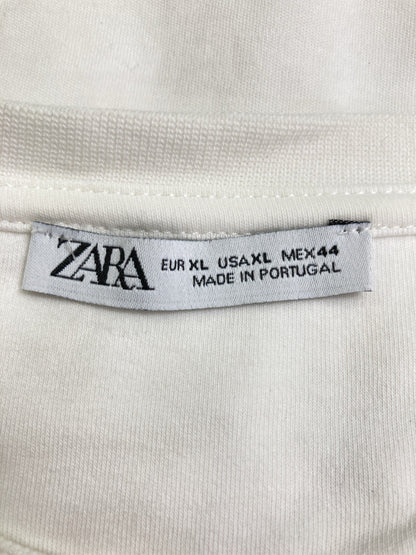 ZARA
EUR XL USA XL MEX 44
MADE IN PORTUGAL